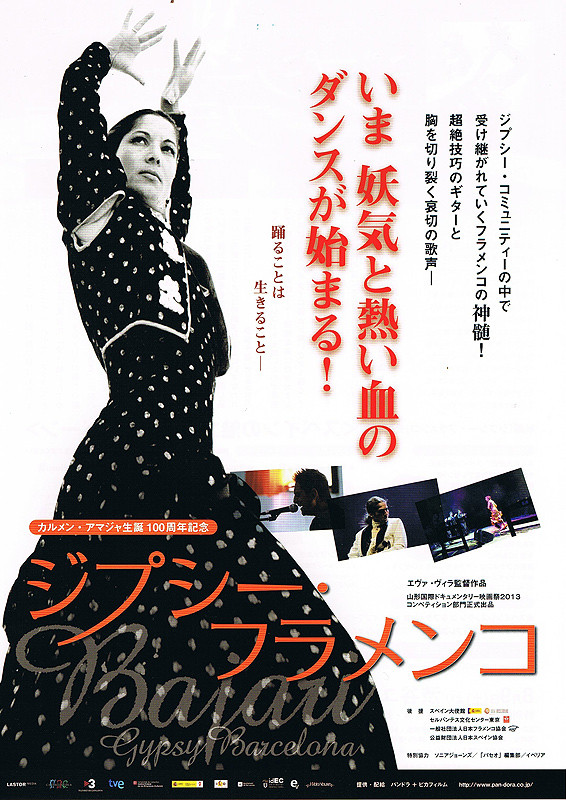 ジプシー・コミュニティーの中で
受け継がれていくフラメンコの神髄!
超絶技巧のギターと
胸を切り裂く哀切の歌声―
いま 妖気と熱い血の
ダンスが始まる!
踊ることは
生きること―
カルメン・アマジャ生誕100周年記念
ジプシー・
フラメンコ
Bajarí
Gypsy Barcelona
エヴァ・ヴィラ監督作品
山形国際ドキュメンタリー映画祭2013
コンペティション部門正式出品
後援 スペイン大使館
セルバンテス文化センター東京
一般社団法人日本フラメンコ協会
公益財団法人日本スペイン協会
特別協力 ソニアジョーンズ/「パセオ」編集部/イベリア
LASTOR MEDIA
3
tve
idEC
提供・配給 パンドラ + ピカフィルム http://www.pan-dora.co.jp/